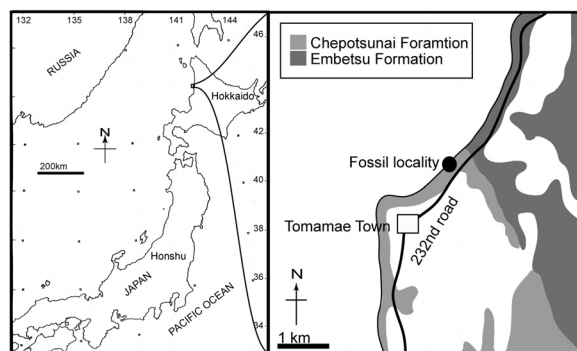 132 135 138 141 144
46
RUSSIA
Hokkaido
44
N
42
200km
40
38
Honshu
JAPAN
36
PACIFIC OCEAN
34
Chepotsunai Foramtion
Embetsu Formation
Fossil locality
Tomamae Town
232nd road
N
1 km